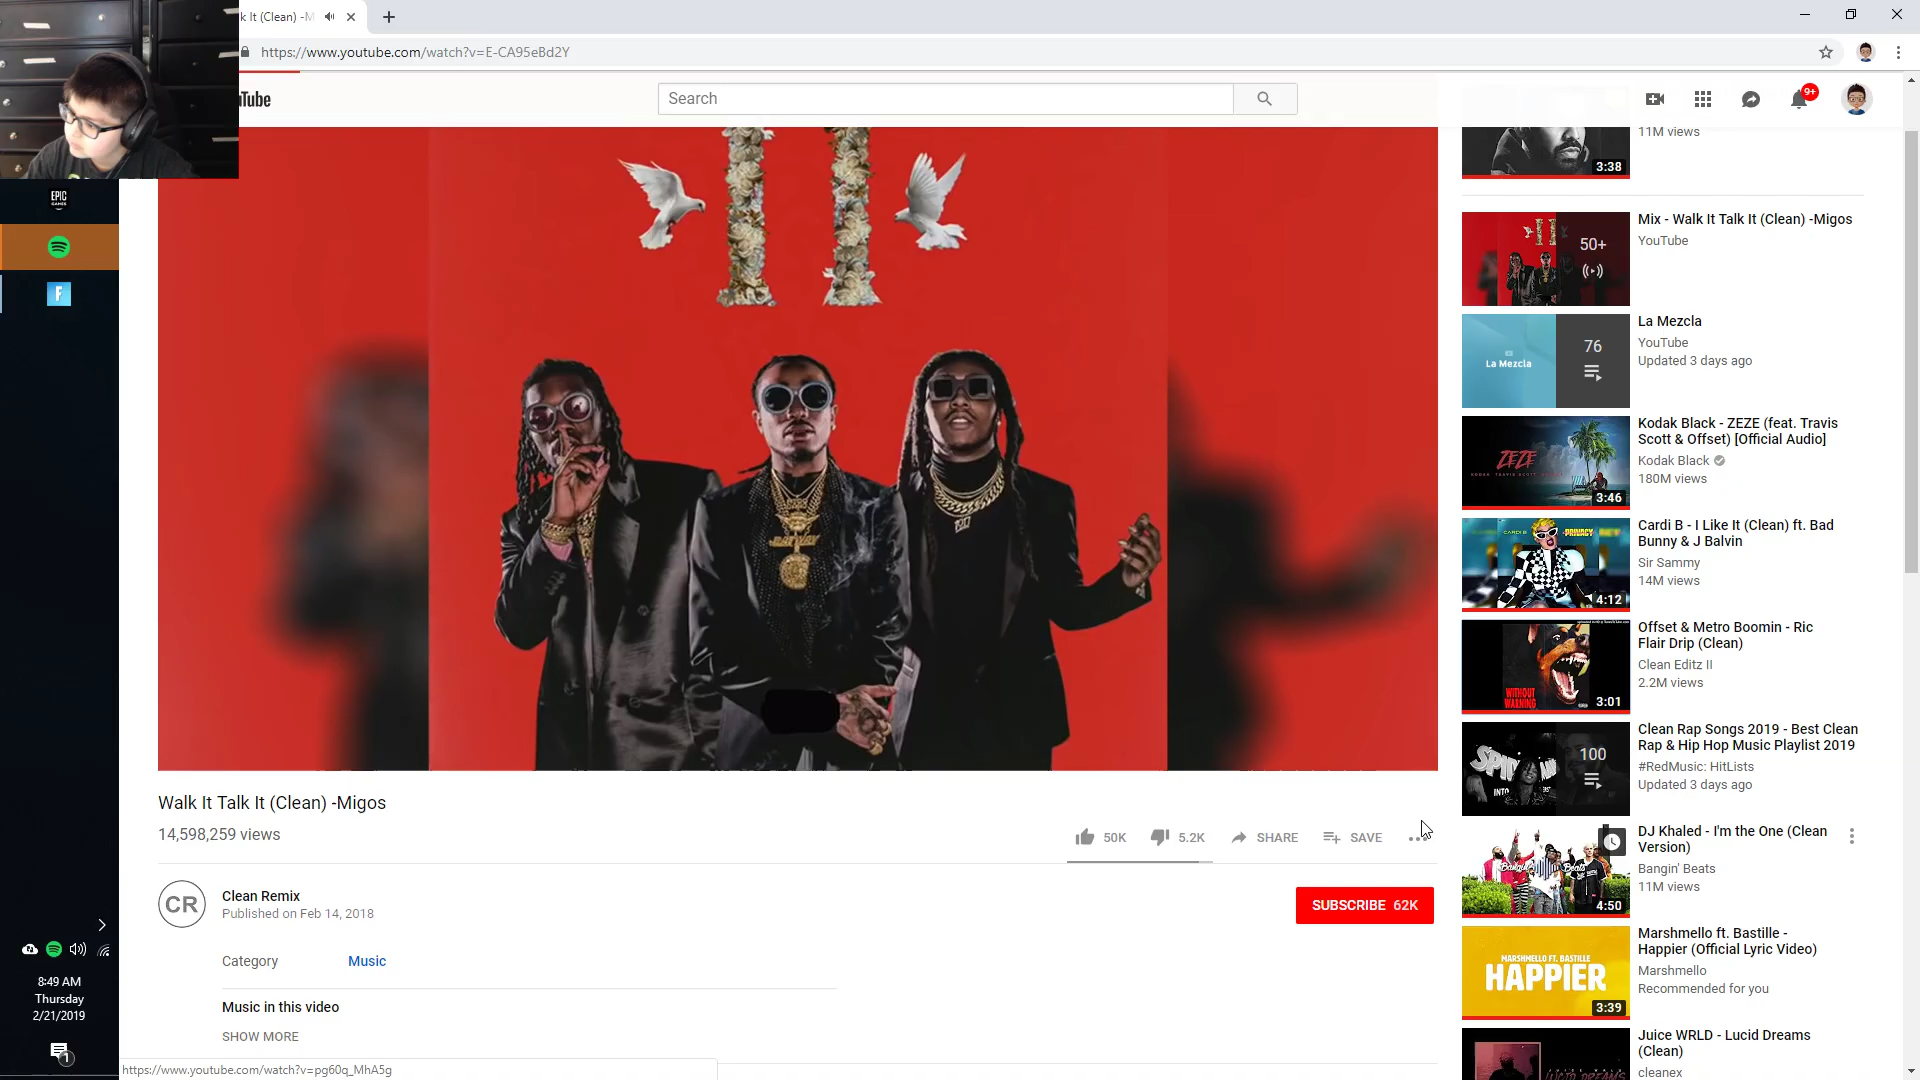 k It (Clean) -M
https://www.youtube.com/watch?v=E-CA95eBd2Y
Tube
Search
9+
EPIC
GAMES
F
11M views
3:38
50+
Mix - Walk It Talk It (Clean) -Migos
YouTube
La Mezcla
76
La Mezcla
YouTube
Updated 3 days ago
ZEZE
3:46
Kodak Black - ZEZE (feat. Travis
Scott & Offset) [Official Audio]
Kodak Black
180M views
CARDI B
PRIVACY
4:12
Cardi B - I Like It (Clean) ft. Bad
Bunny & J Balvin
Sir Sammy
14M views
WITHOUT
WARNING
3:01
Offset & Metro Boomin - Ric
Flair Drip (Clean)
Clean Editz II
2.2M views
100
Clean Rap Songs 2019 - Best Clean
Rap & Hip Hop Music Playlist 2019
#RedMusic: HitLists
Updated 3 days ago
Bangin' Beats
4:50
DJ Khaled - I'm the One (Clean
Version)
Bangin' Beats
11M views
MARSHMELLO FT. BASTILLE
HAPPIER
3:39
Marshmello ft. Bastille -
Happier (Official Lyric Video)
Marshmello
Recommended for you
LUCID DREAMS
Juice WRLD - Lucid Dreams
(Clean)
cleanex
Walk It Talk It (Clean) -Migos
14,598,259 views
50K
5.2K
SHARE
SAVE
CR
Clean Remix
Published on Feb 14, 2018
SUBSCRIBE 62K
Category
Music
Music in this video
SHOW MORE
8:49 AM
Thursday
2/21/2019
1
https://www.youtube.com/watch?v=pg60q_MhA5g